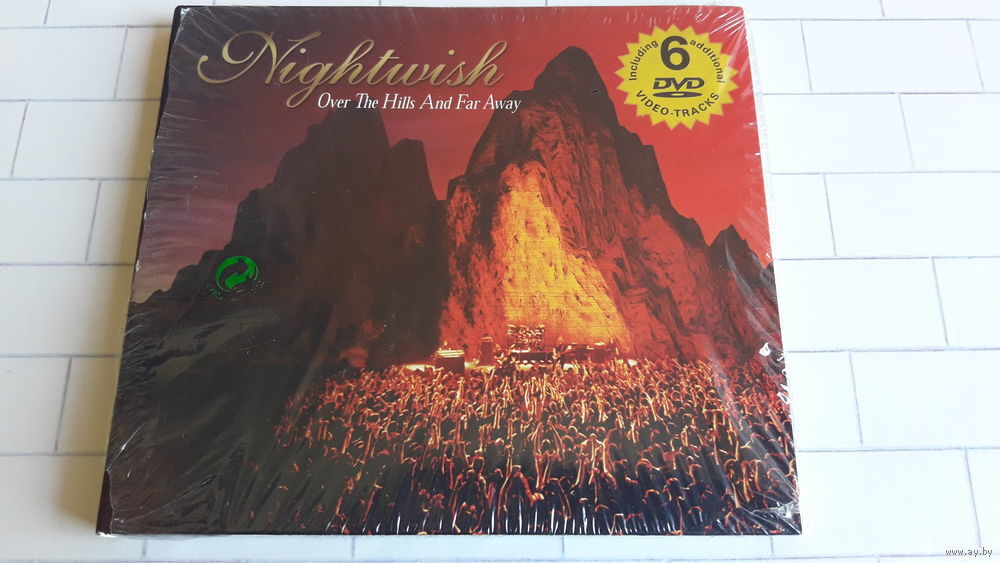 Nightwish
Over The Hills And Far Away
Including 6 additional
DVD
VIDEO-TRACKS
www.ay.by